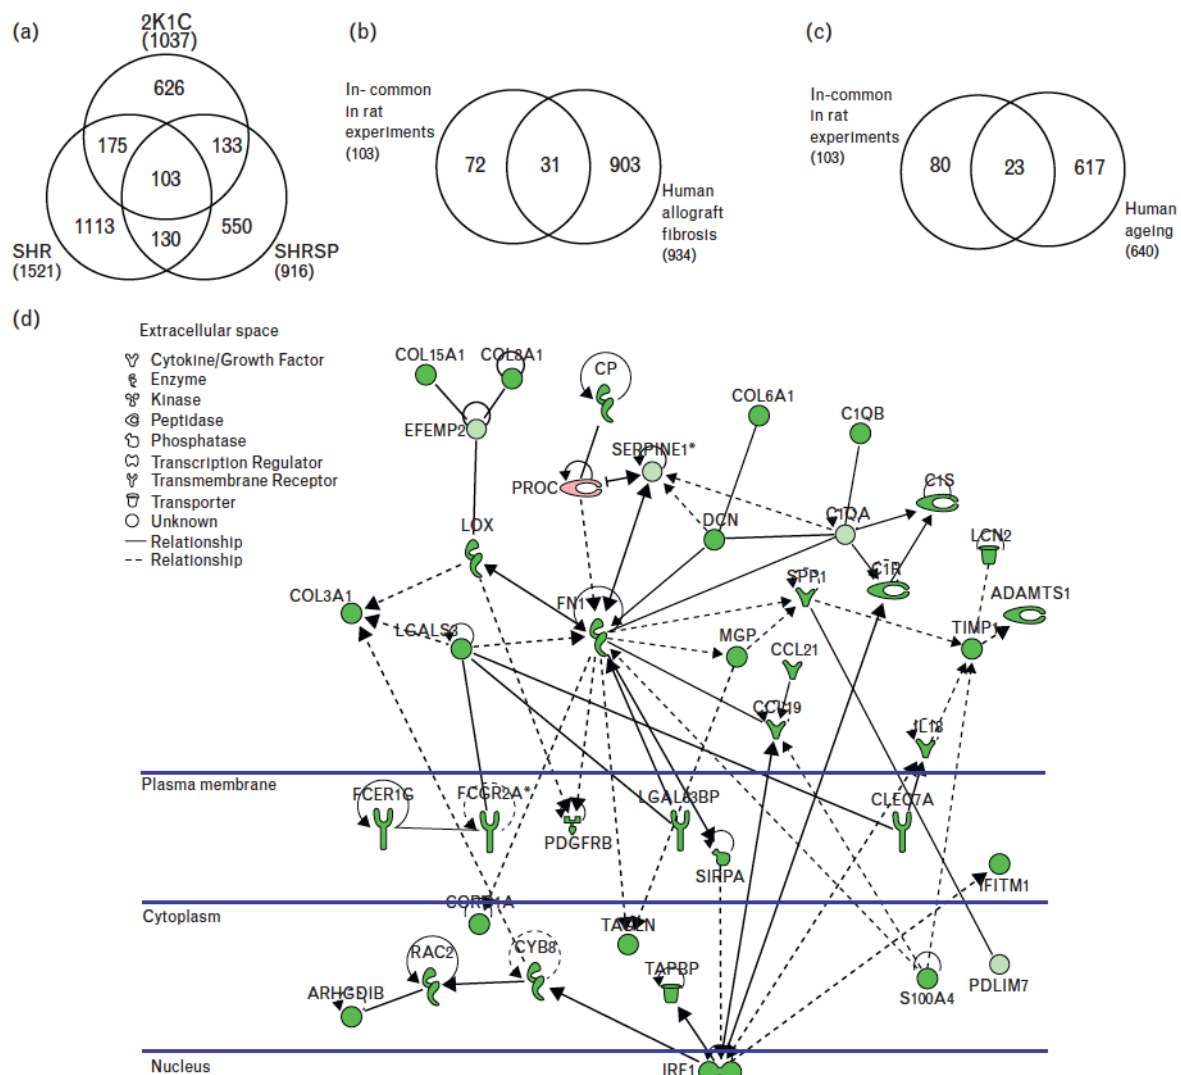 (a)
2K1C
(1037)
626
175
133
103
1113
130
550
SHR
(1521)
SHRSP
(916)
(b)
In- common
in rat
experiments
(103)
72
31
903
Human
allograft
fibrosis
(934)
(c)
In-common
in rat
experiments
(103)
80
23
617
Human
ageing
(640)
(d)
Extracellular space
Cytokine/Growth Factor
Enzyme
Kinase
Peptidase
Phosphatase
Transcription Regulator
Transmembrane Receptor
Transporter
Unknown
Relationship
Relationship
COL15A1
COL8A1
CP
COL6A1
C1QB
EFEMP2
SERPINE1*
PROC
C1S
LOX
DCN
C1QA
LCN2
COL3A1
FN1
SPP1
C1R
ADAMTS1
LGALS3
MGP
TIMP1
CCL21
CCL19
Plasma membrane
FCER1G
FCGR2A*
PDGFRB
LGAL63BP
SIRPA
CLEC7A
IFITM1
Cytoplasm
TAGLN
RAC2
CYB8
TAPBP
ARHGDIB
S100A4
PDLIM7
Nucleus
IRF1